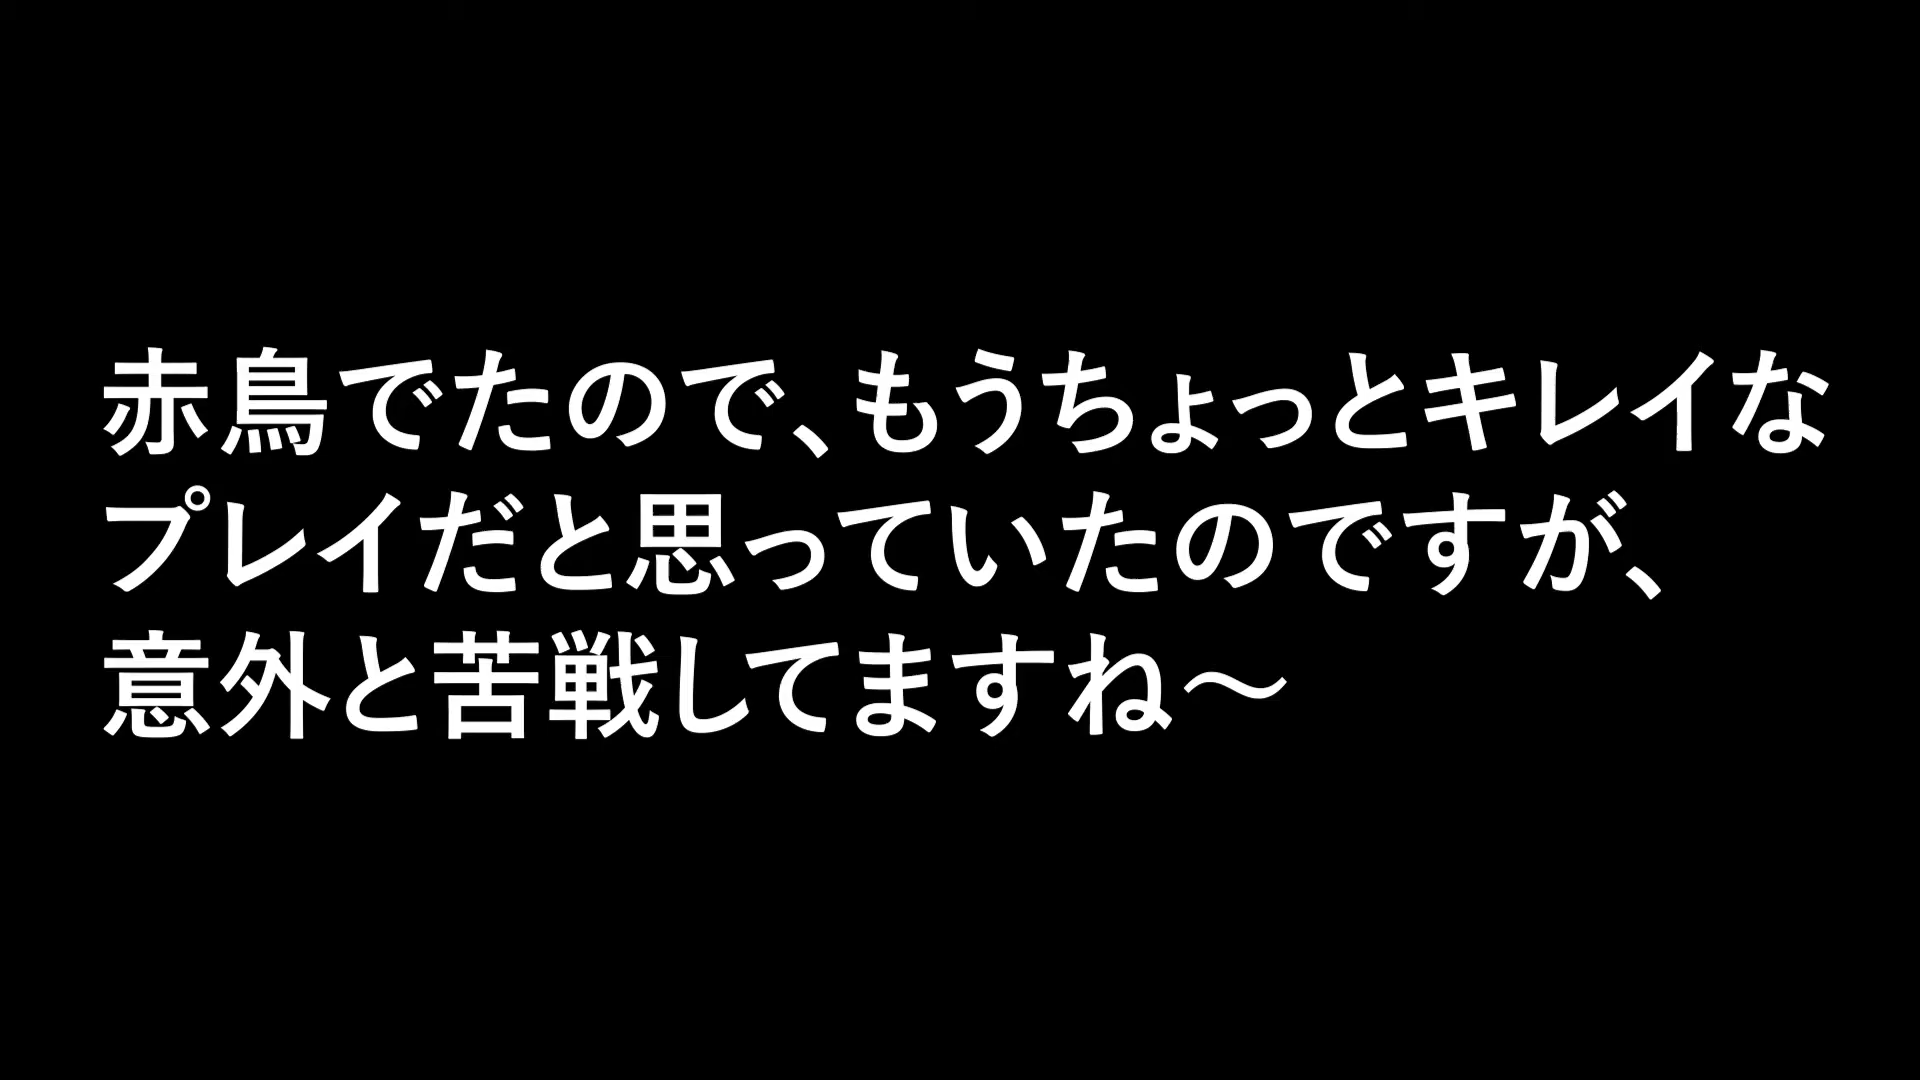 赤鳥でたので、もうちょっとキレイな
プレイだと思っていたのですが、
意外と苦戦してますね〜